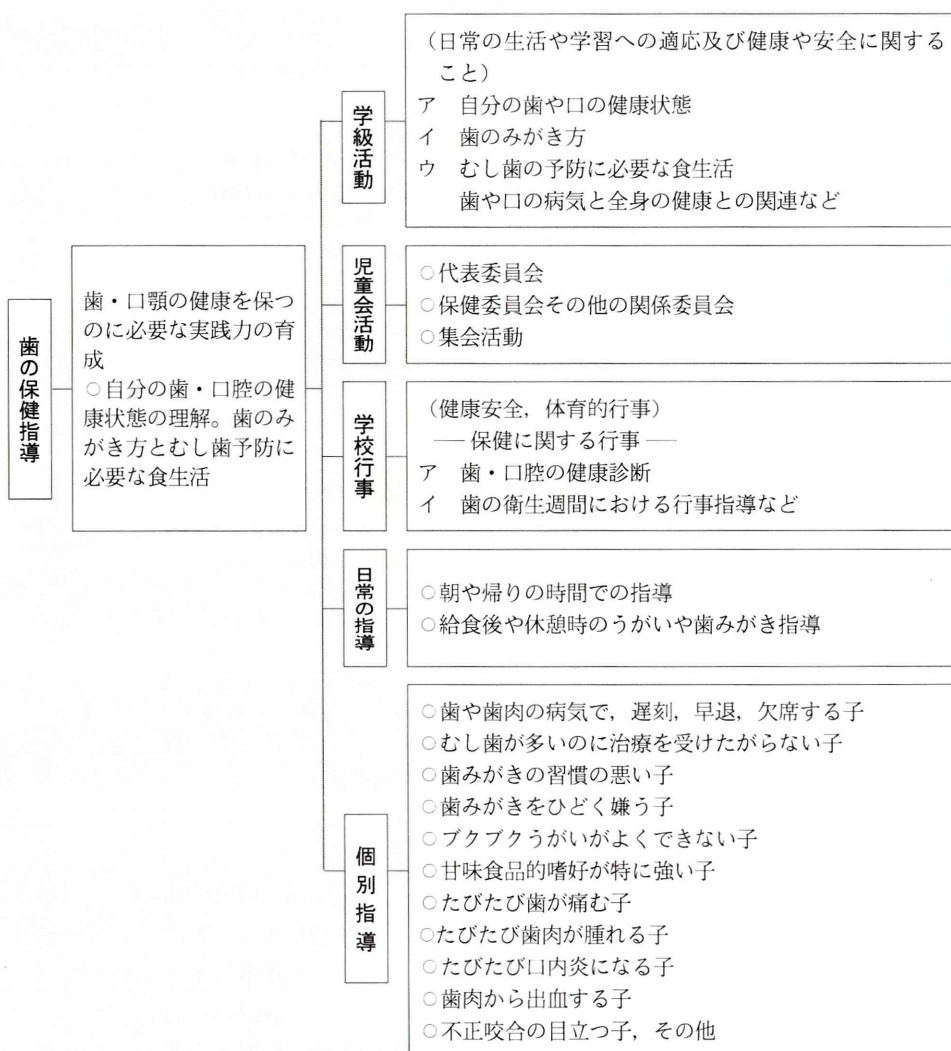 歯の保健指導
歯・口顎の健康を保つ
のに必要な実践力の育
成
○自分の歯・口腔の健
康状態の理解。歯のみ
がき方とむし歯予防に
必要な食生活
学級活動
（日常の生活や学習への適応及び健康や安全に関する
こと）
ア　自分の歯や口の健康状態
イ　歯のみがき方
ウ　むし歯の予防に必要な食生活
歯や口の病気と全身の健康との関連など
児童会活動
○代表委員会
○保健委員会その他の関係委員会
○集会活動
学校行事
（健康安全，体育的行事）
── 保健に関する行事 ──
ア　歯・口腔の健康診断
イ　歯の衛生週間における行事指導など
日常の指導
○朝や帰りの時間での指導
○給食後や休憩時のうがいや歯みがき指導
個別指導
○歯や歯肉の病気で，遅刻，早退，欠席する子
○むし歯が多いのに治療を受けたがらない子
○歯みがきの習慣の悪い子
○歯みがきをひどく嫌う子
○ブクブクうがいがよくできない子
○甘味食品的嗜好が特に強い子
○たびたび歯が痛む子
○たびたび歯肉が腫れる子
○たびたび口内炎になる子
○歯肉から出血する子
○不正咬合の目立つ子，その他